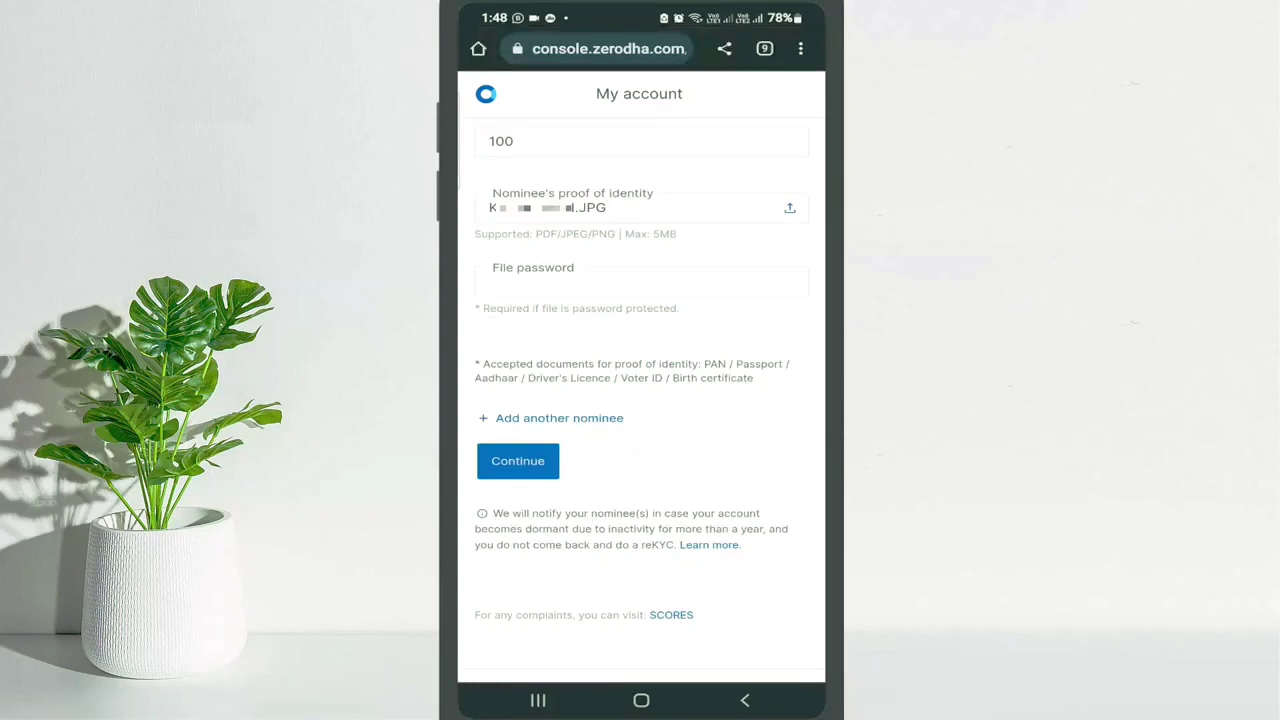 1:48
78%
console.zerodha.com
9
My account
100
Nominee's proof of identity
.JPG
Supported: PDF/JPEG/PNG | Max: 5MB
File password
* Required if file is password protected.
* Accepted documents for proof of identity: PAN / Passport /
Aadhaar / Driver's Licence / Voter ID / Birth certificate
+ Add another nominee
Continue
We will notify your nominee(s) in case your account
becomes dormant due to inactivity for more than a year, and
you do not come back and do a reKYC. Learn more.
For any complaints, you can visit: SCORES